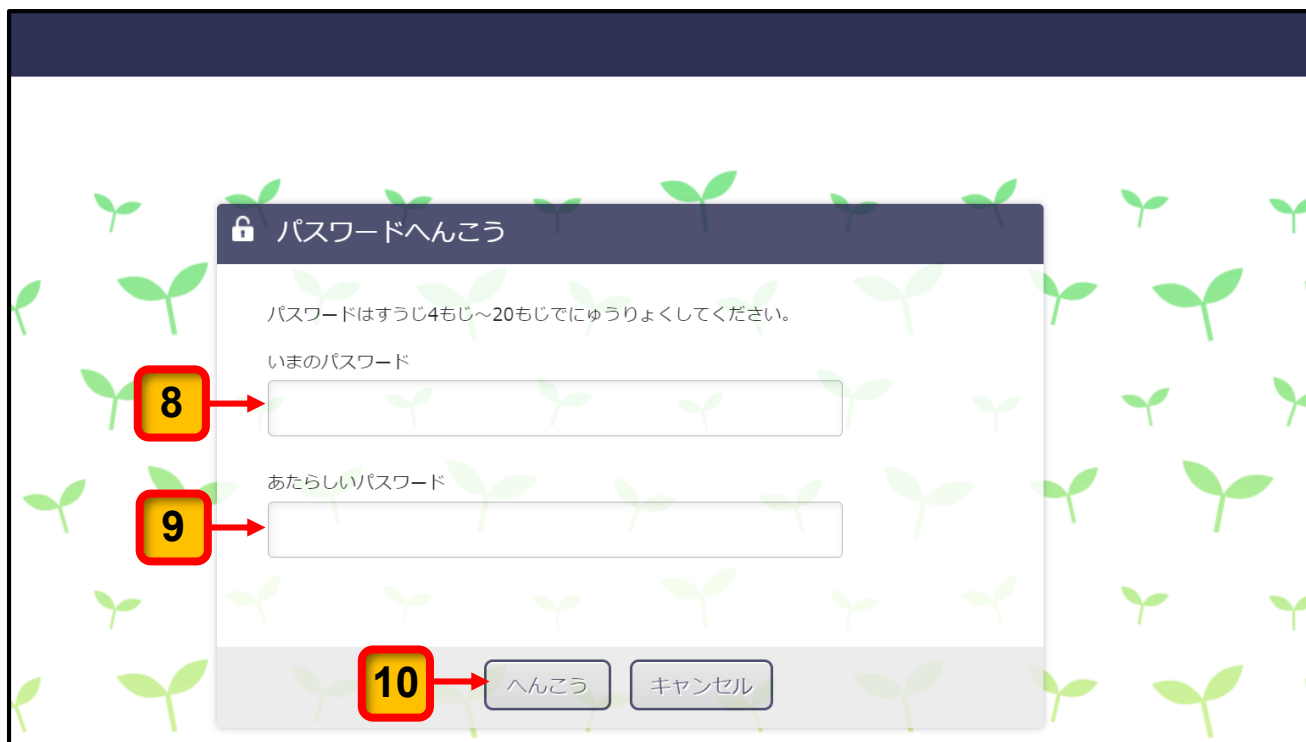 パスワードへんこう
パスワードはすうじ4もじ～20もじでにゅうりょくしてください。
いまのパスワード
8
あたらしいパスワード
9
10 へんこう キャンセル